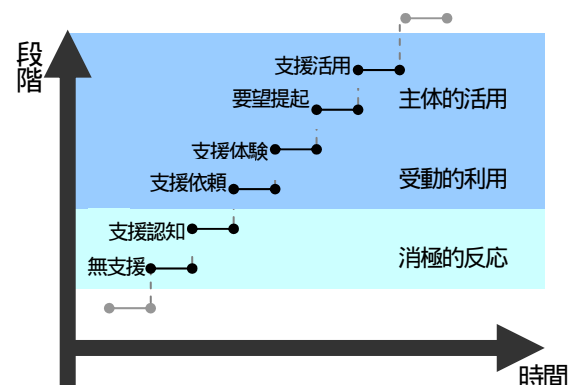 段階
支援活用
要望提起
主体的活用
支援体験
支援依頼
受動的利用
支援認知
無支援
消極的反応
時間